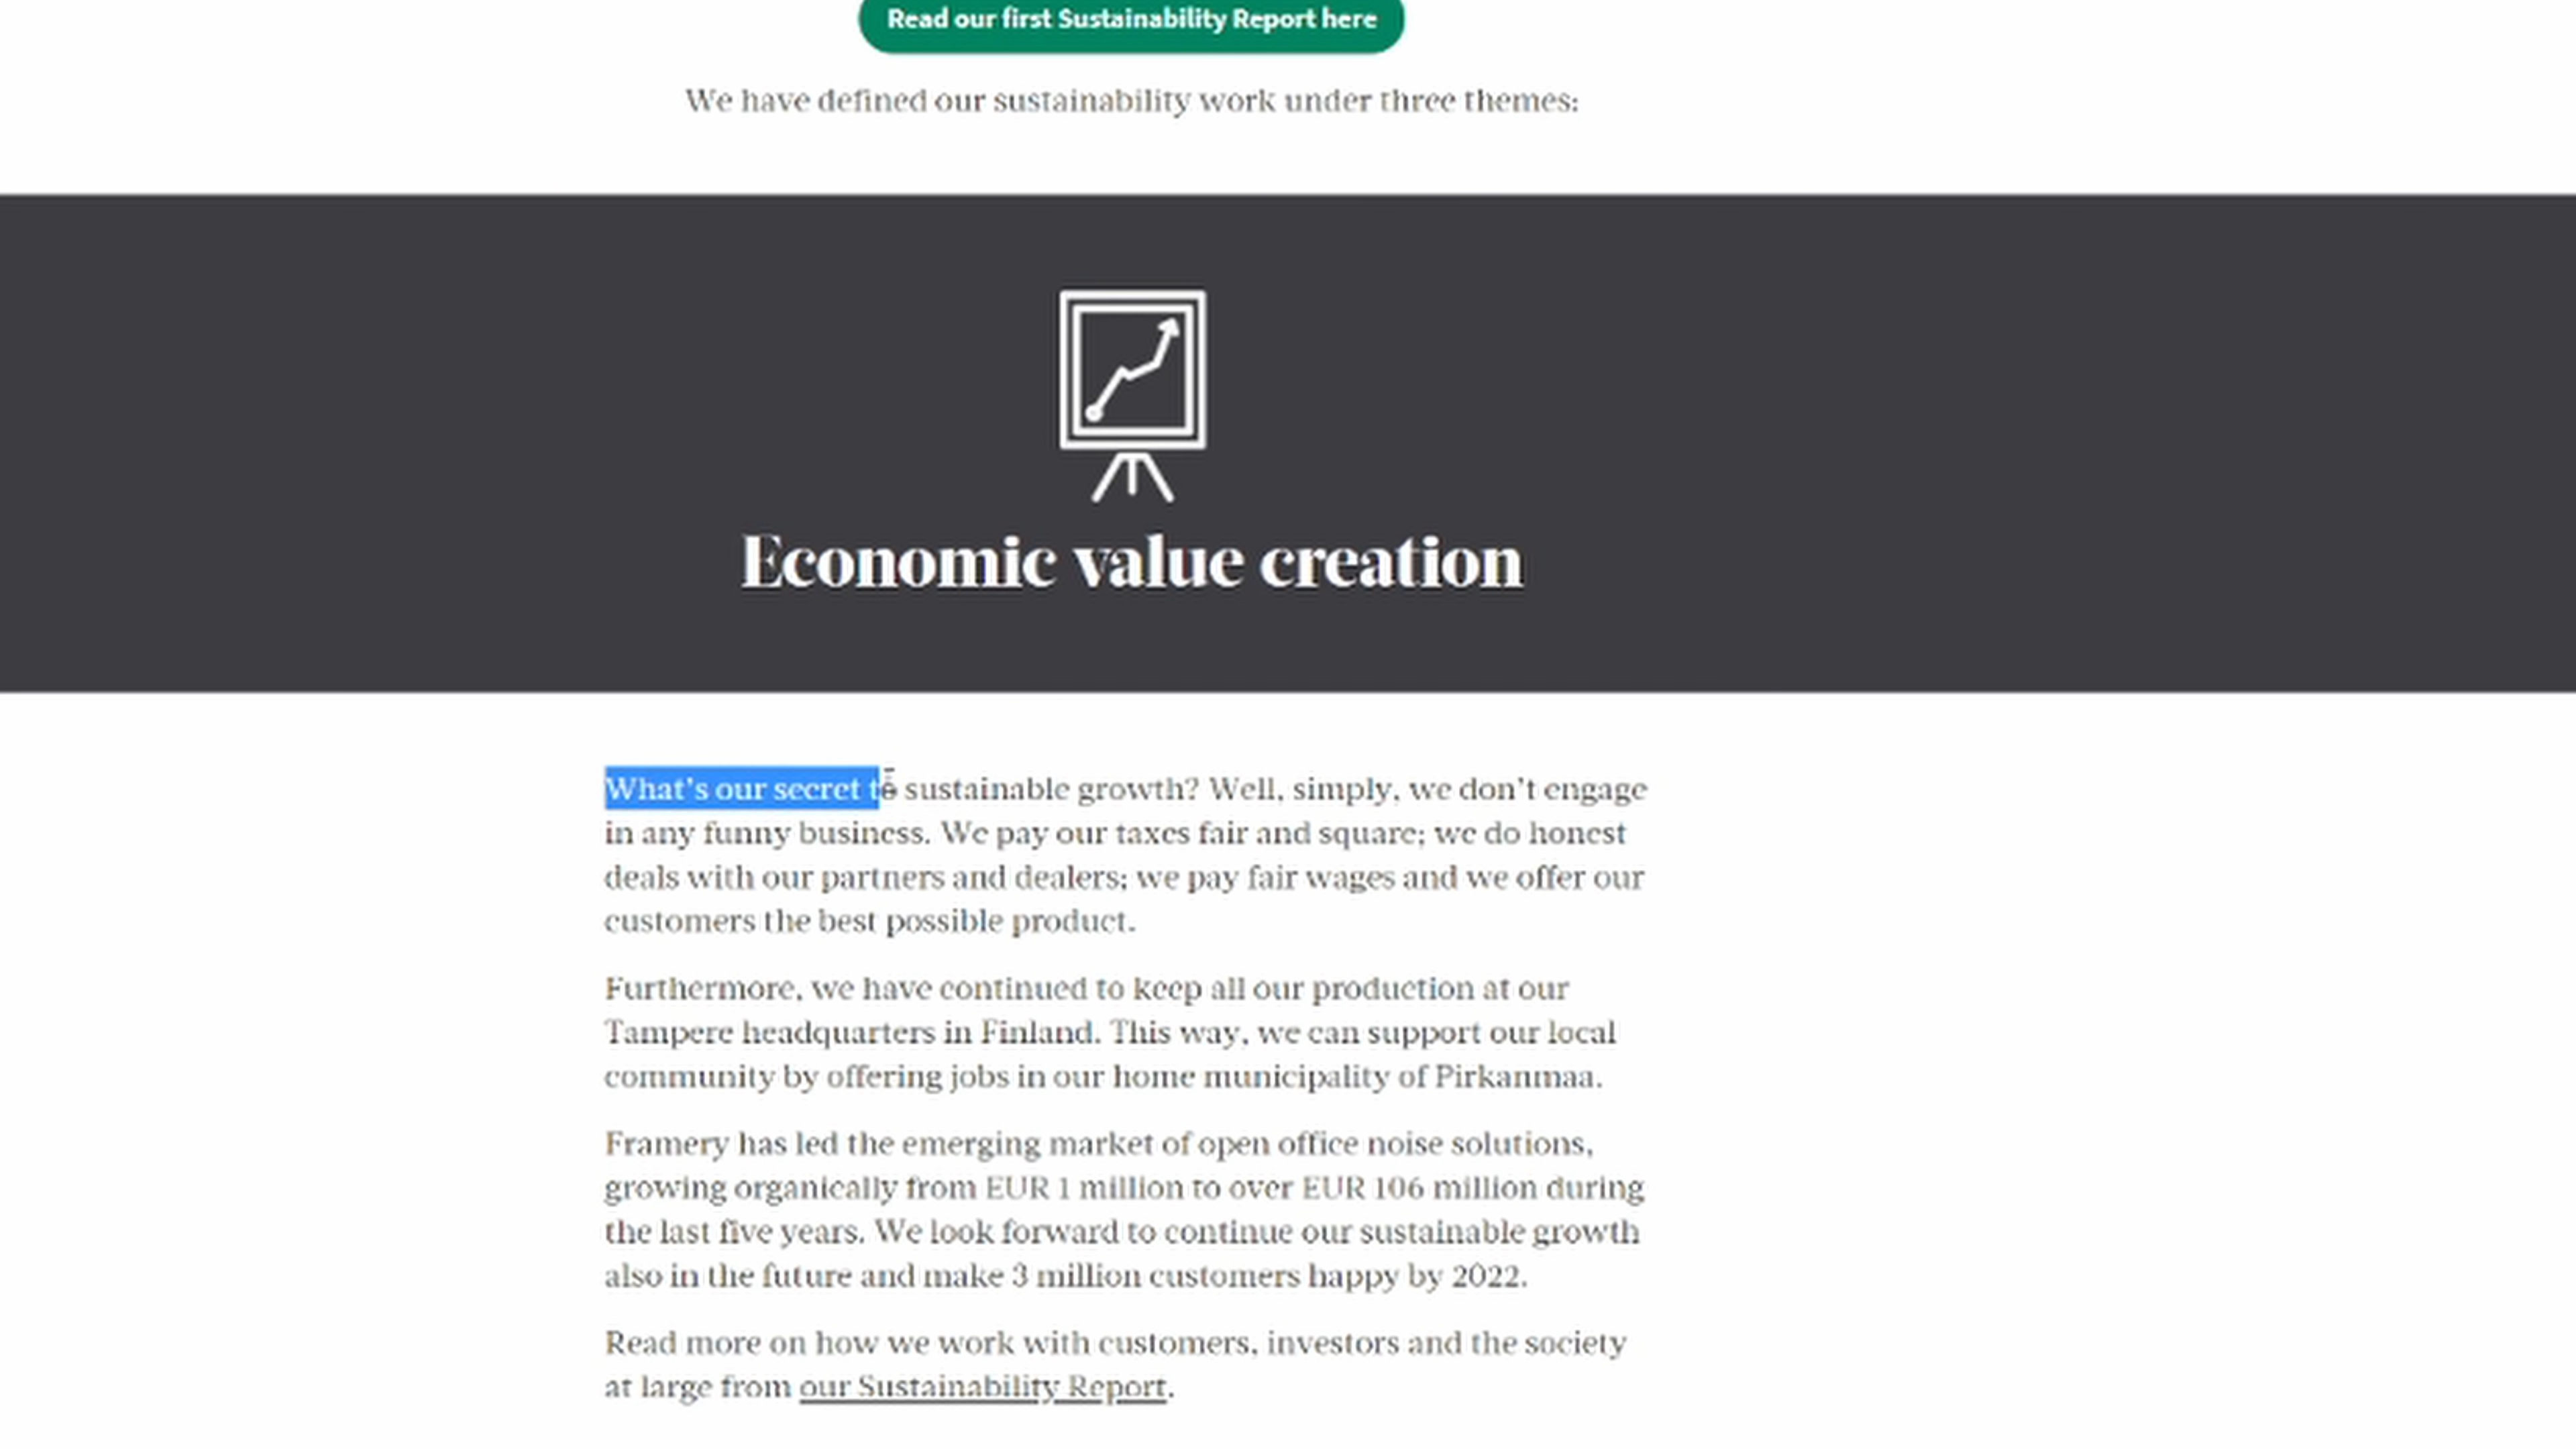 Read our first Sustainability Report here
We have defined our sustainability work under three themes:
Economic value creation
What's our secret to sustainable growth? Well, simply, we don't engage
in any funny business. We pay our taxes fair and square; we do honest
deals with our partners and dealers; we pay fair wages and we offer our
customers the best possible product.
Furthermore, we have continued to keep all our production at our
Tampere headquarters in Finland. This way, we can support our local
community by offering jobs in our home municipality of Pirkanmaa.
Framery has led the emerging market of open office noise solutions,
growing organically from EUR 1 million to over EUR 106 million during
the last five years. We look forward to continue our sustainable growth
also in the future and make 3 million customers happy by 2022.
Read more on how we work with customers, investors and the society
at large from our Sustainability Report.